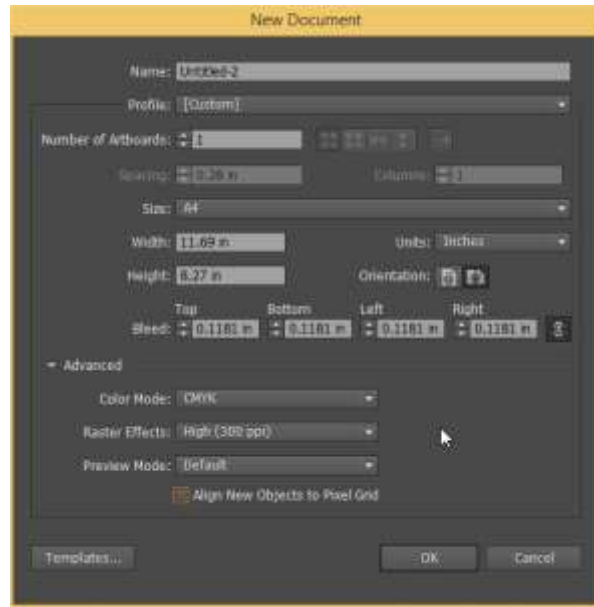 New Document
Name: Untitled-2
Profile: [Custom]
Number of Artboards: 1
Spacing: 0.28 in Columns: 1
Size: A4
Width: 11.69 in Units: Inches
Height: 8.27 in Orientation:
Top Bottom Left Right
Bleed: 0.1181 in 0.1181 in 0.1181 in 0.1181 in
Advanced
Color Mode: CMYK
Raster Effects: High (300 ppi)
Preview Mode: Default
Align New Objects to Pixel Grid
Templates... OK Cancel